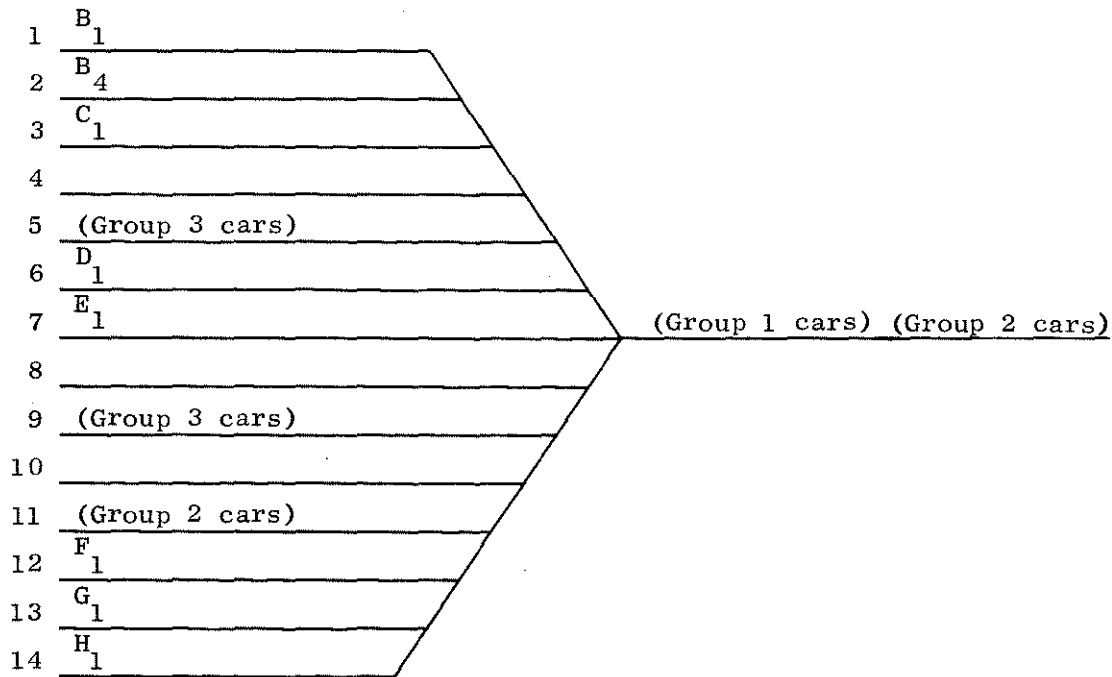 1 B1
2 B4
3 C1
4
5 (Group 3 cars)
6 D1
7 E1 (Group 1 cars) (Group 2 cars)
8
9 (Group 3 cars)
10
11 (Group 2 cars)
12 F1
13 G1
14 H1